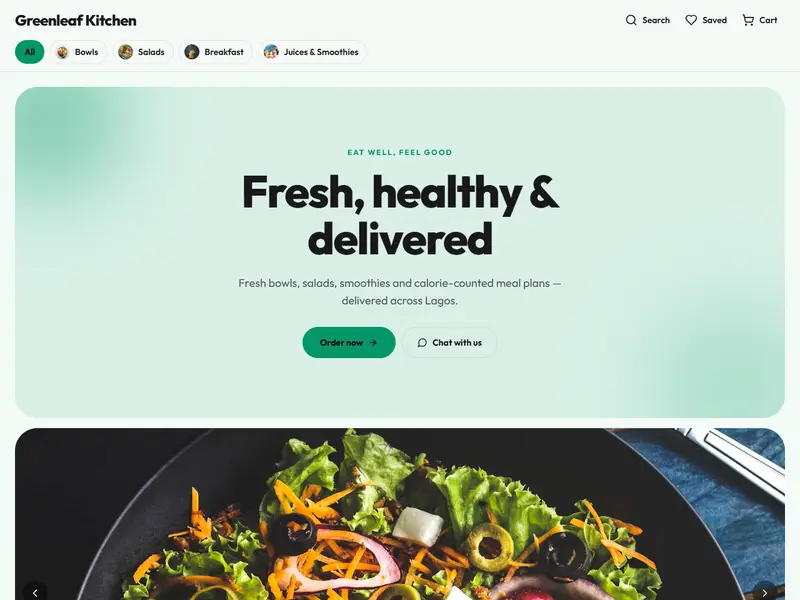 Greenleaf Kitchen
Search
Saved
Cart
All
Bowls
Salads
Breakfast
Juices & Smoothies
EAT WELL, FEEL GOOD
Fresh, healthy &
delivered
Fresh bowls, salads, smoothies and calorie-counted meal plans —
delivered across Lagos.
Order now
Chat with us